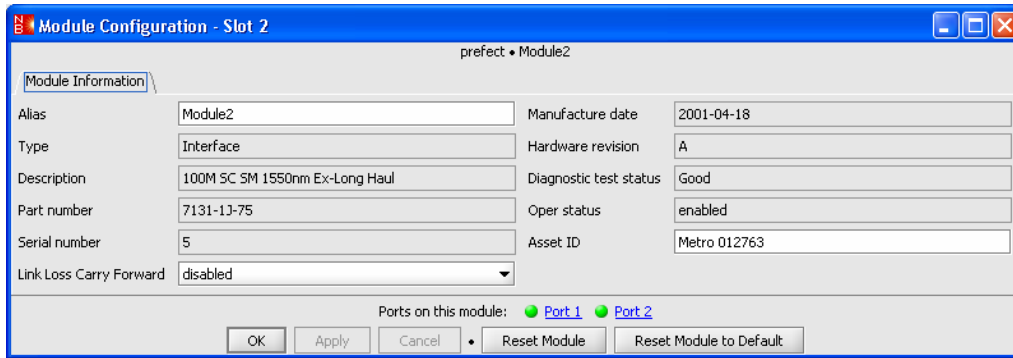 Module Configuration - Slot 2
prefect • Module2
Module Information
Alias Module2 Manufacture date 2001-04-18
Type Interface Hardware revision A
Description 100M SC SM 1550nm Ex-Long Haul Diagnostic test status Good
Part number 7131-1J-75 Oper status enabled
Serial number 5 Asset ID Metro 012763
Link Loss Carry Forward disabled
Ports on this module: Port 1 Port 2
OK Apply Cancel • Reset Module Reset Module to Default